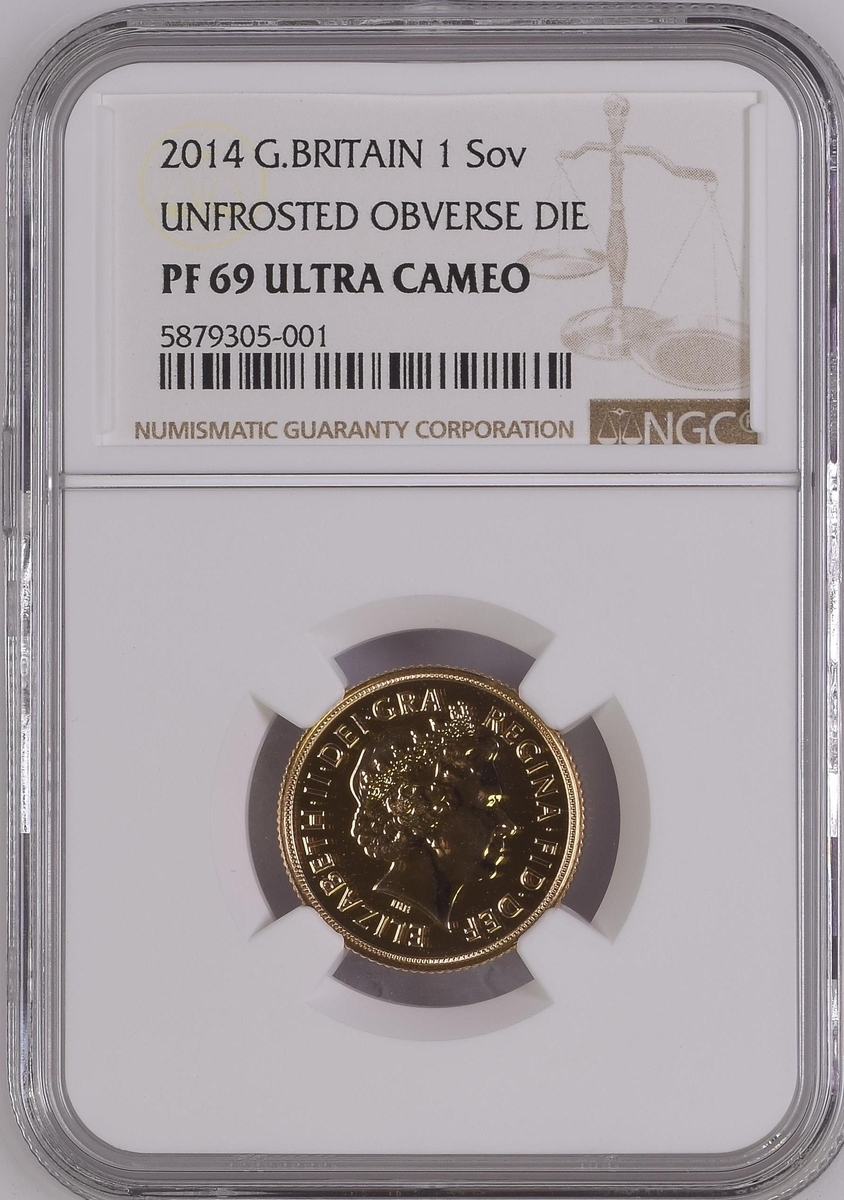 2014 G.BRITAIN 1 Sov
UNFROSTED OBVERSE DIE
PF 69 ULTRA CAMEO
5879305-001
NUMISMATIC GUARANTY CORPORATION
NGC®
ELIZABETH·II·DEI·GRA REGINA·FID·DEF
IRB